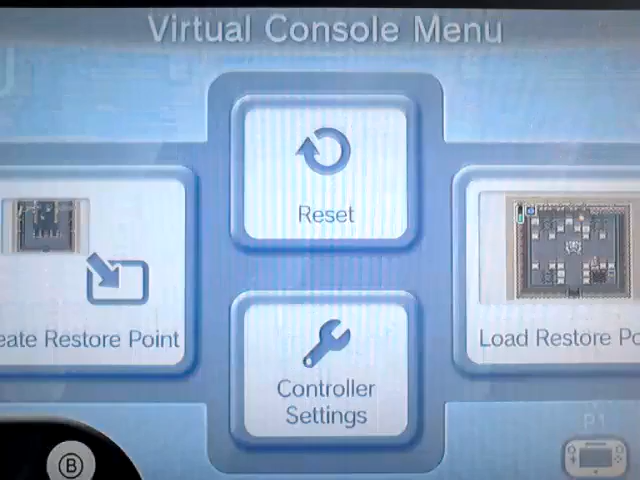 Virtual Console Menu
Reset
eate Restore Point
Load Restore Po
Controller
Settings
P1
B